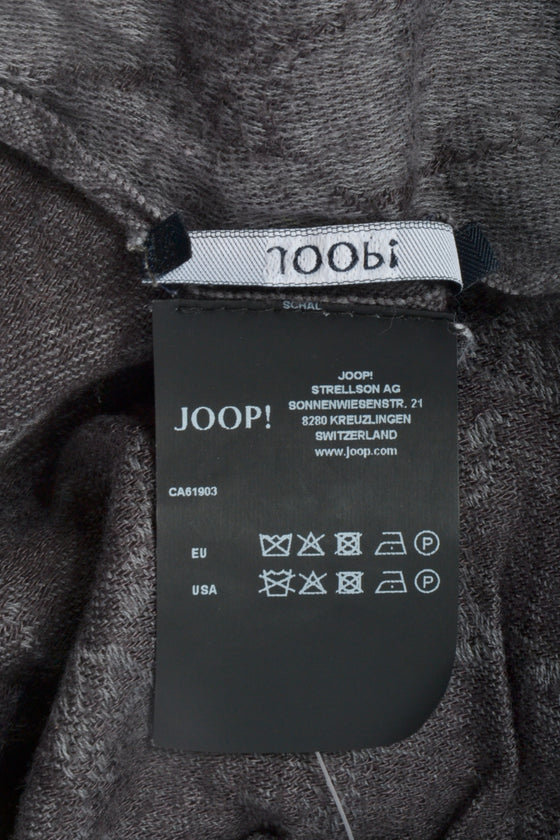 JOOP!
SCHAL
JOOP!
JOOP!
STRELLSON AG
SONNENWIESENSTR. 21
8280 KREUZLINGEN
SWITZERLAND
www.joop.com
CA61903
EU
P
USA
P